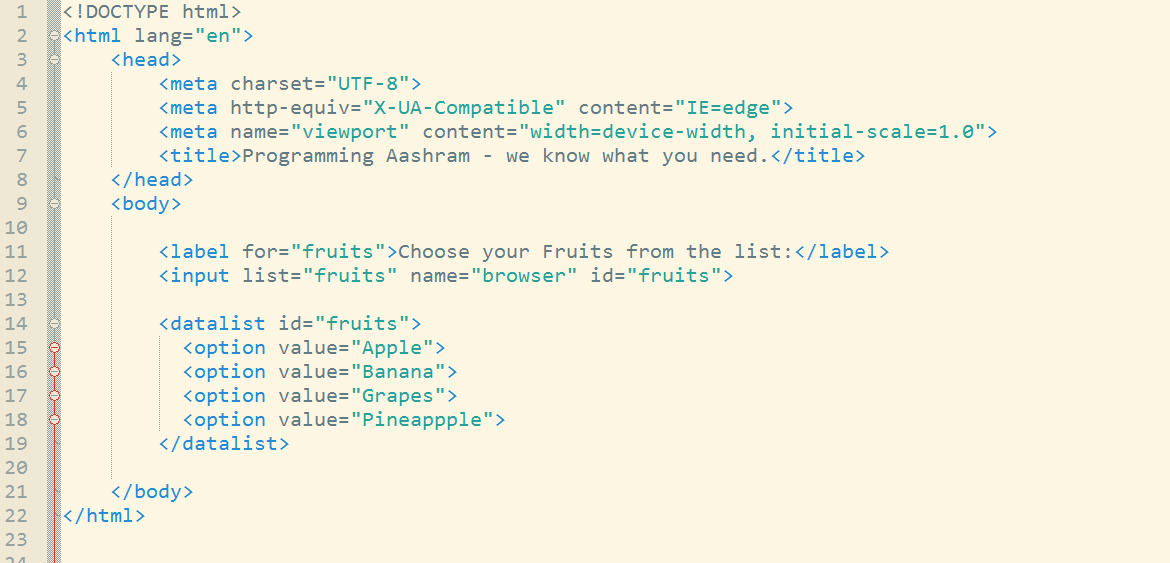 1 <!DOCTYPE html>
2 <html lang="en">
3     <head>
4         <meta charset="UTF-8">
5         <meta http-equiv="X-UA-Compatible" content="IE=edge">
6         <meta name="viewport" content="width=device-width, initial-scale=1.0">
7         <title>Programming Aashram - we know what you need.</title>
8     </head>
9     <body>
10
11         <label for="fruits">Choose your Fruits from the list:</label>
12         <input list="fruits" name="browser" id="fruits">
13
14         <datalist id="fruits">
15           <option value="Apple">
16           <option value="Banana">
17           <option value="Grapes">
18           <option value="Pineappple">
19         </datalist>
20
21     </body>
22 </html>
23
24